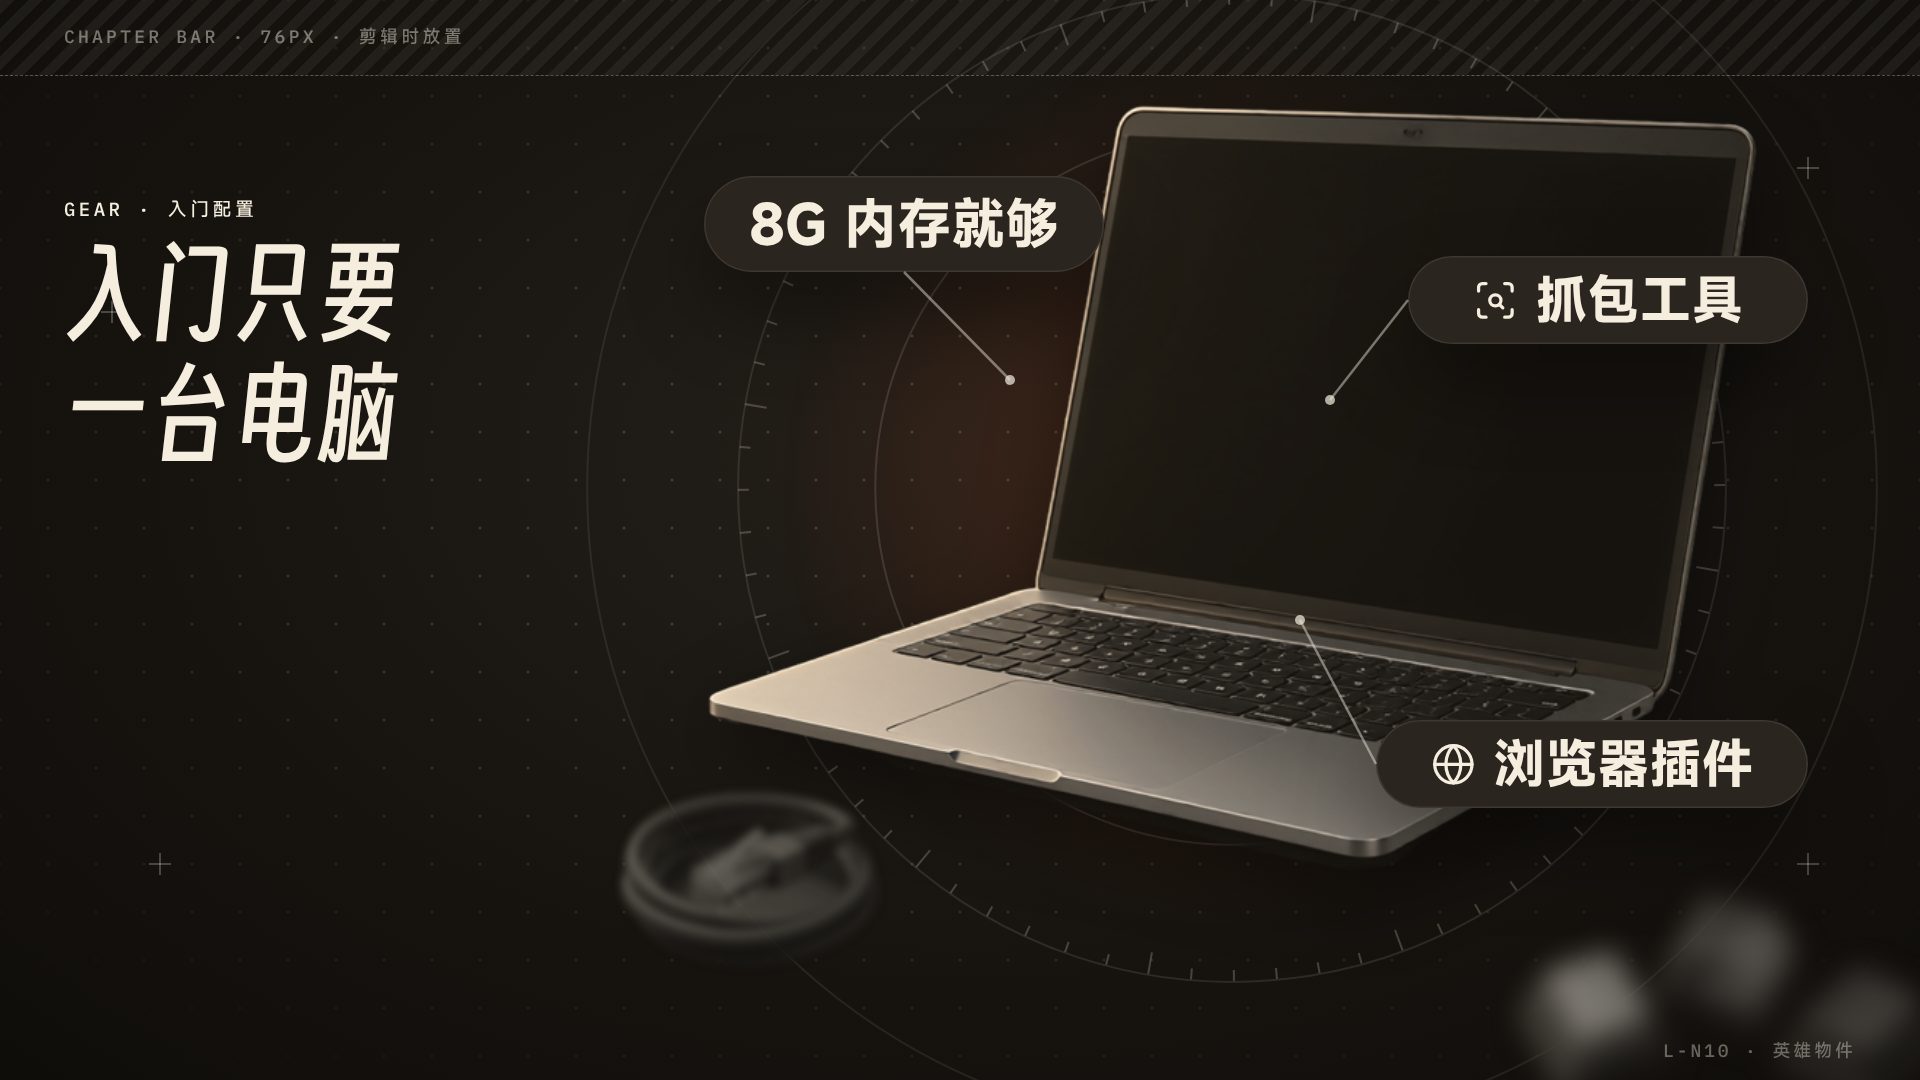 CHAPTER BAR · 76PX · 剪辑时放置
GEAR · 入门配置
入门只要
一台电脑
8G 内存就够
抓包工具
浏览器插件
L-N10 · 英雄物件